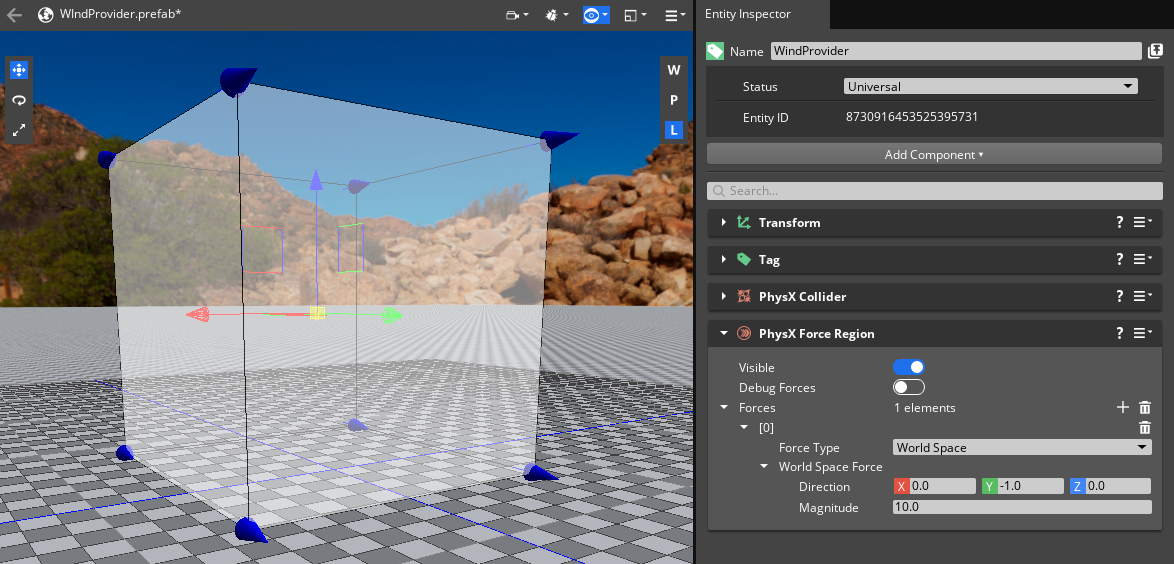 WIndProvider.prefab*
W
P
L
Entity Inspector
Name WindProvider
Status Universal
Entity ID 8730916453525395731
Add Component
Search...
Transform ?
Tag ?
PhysX Collider ?
PhysX Force Region ?
Visible
Debug Forces
Forces 1 elements
[0]
Force Type World Space
World Space Force
Direction X 0.0 Y -1.0 Z 0.0
Magnitude 10.0